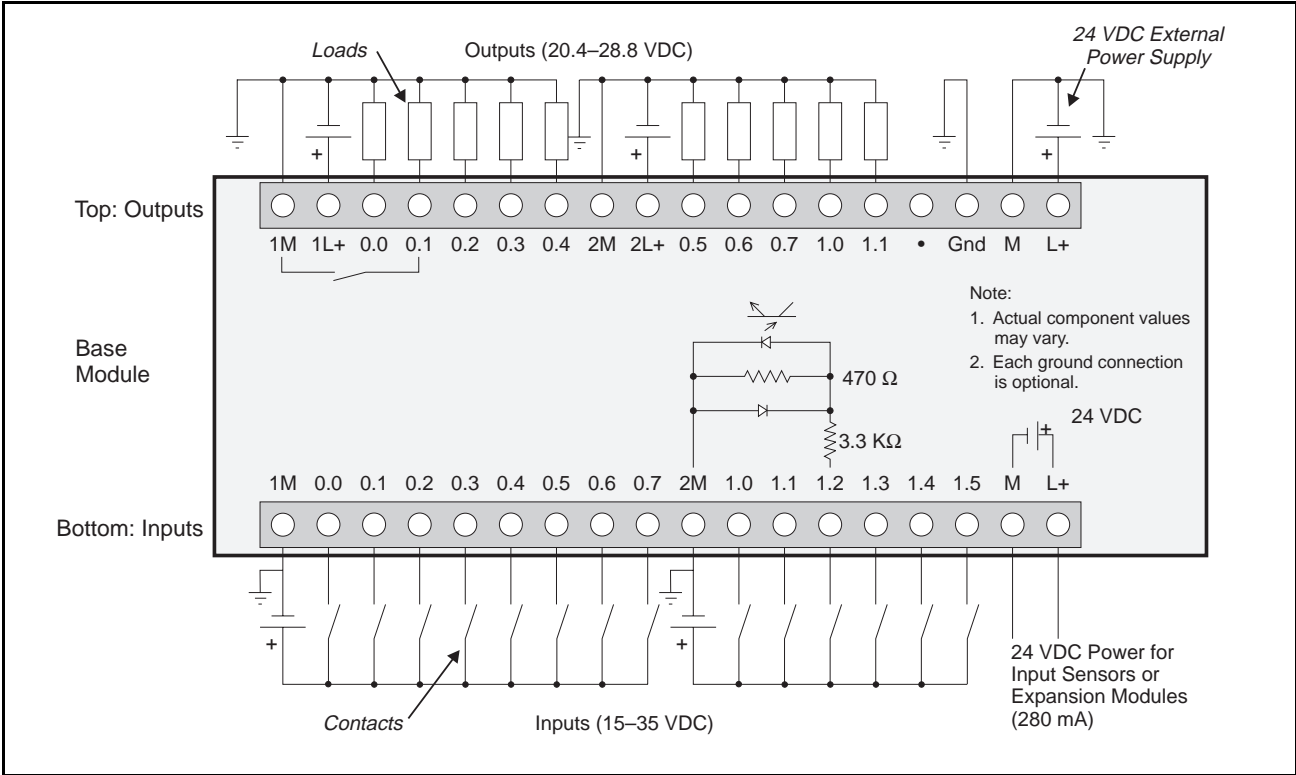 Loads
Outputs (20.4–28.8 VDC)
24 VDC External
Power Supply
+
+
+
Top: Outputs
1M 1L+ 0.0 0.1 0.2 0.3 0.4 2M 2L+ 0.5 0.6 0.7 1.0 1.1 • Gnd M L+
Base
Module
470 Ω
3.3 KΩ
Note:
1. Actual component values
may vary.
2. Each ground connection
is optional.
24 VDC
+
1M 0.0 0.1 0.2 0.3 0.4 0.5 0.6 0.7 2M 1.0 1.1 1.2 1.3 1.4 1.5 M L+
Bottom: Inputs
+
+
Contacts
Inputs (15–35 VDC)
24 VDC Power for
Input Sensors or
Expansion Modules
(280 mA)